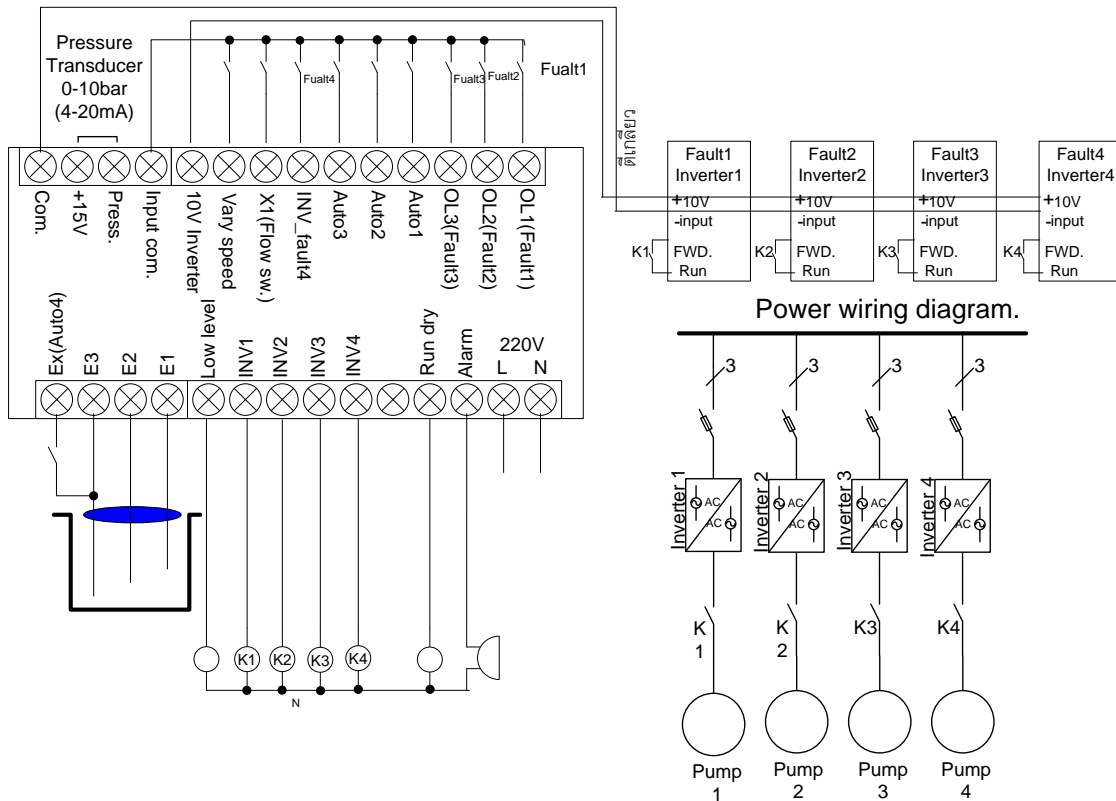 Pressure
Transducer
0-10bar
(4-20mA)
Fualt4
Fualt3
Fualt2
Fualt1
ตีเกลียว
Com.
+15V
Press.
Input com.
10V Inverter
Vary speed
X1(Flow sw.)
INV_fault4
Auto3
Auto2
Auto1
OL3(Fault3)
OL2(Fault2)
OL1(Fault1)
Ex(Auto4)
E3
E2
E1
Low level
INV1
INV2
INV3
INV4
Run dry
Alarm
220V
L
N
K1
K2
K3
K4
N
Fault1
Inverter1
+10V
-input
K1
FWD.
Run
Fault2
Inverter2
+10V
-input
K2
FWD.
Run
Fault3
Inverter3
+10V
-input
K3
FWD.
Run
Fault4
Inverter4
+10V
-input
K4
FWD.
Run
Power wiring diagram.
3
3
3
3
Inverter 1
AC
AC
Inverter 2
AC
AC
Inverter 3
AC
AC
Inverter 4
AC
AC
K
1
K
2
K3
K4
Pump
1
Pump
2
Pump
3
Pump
4